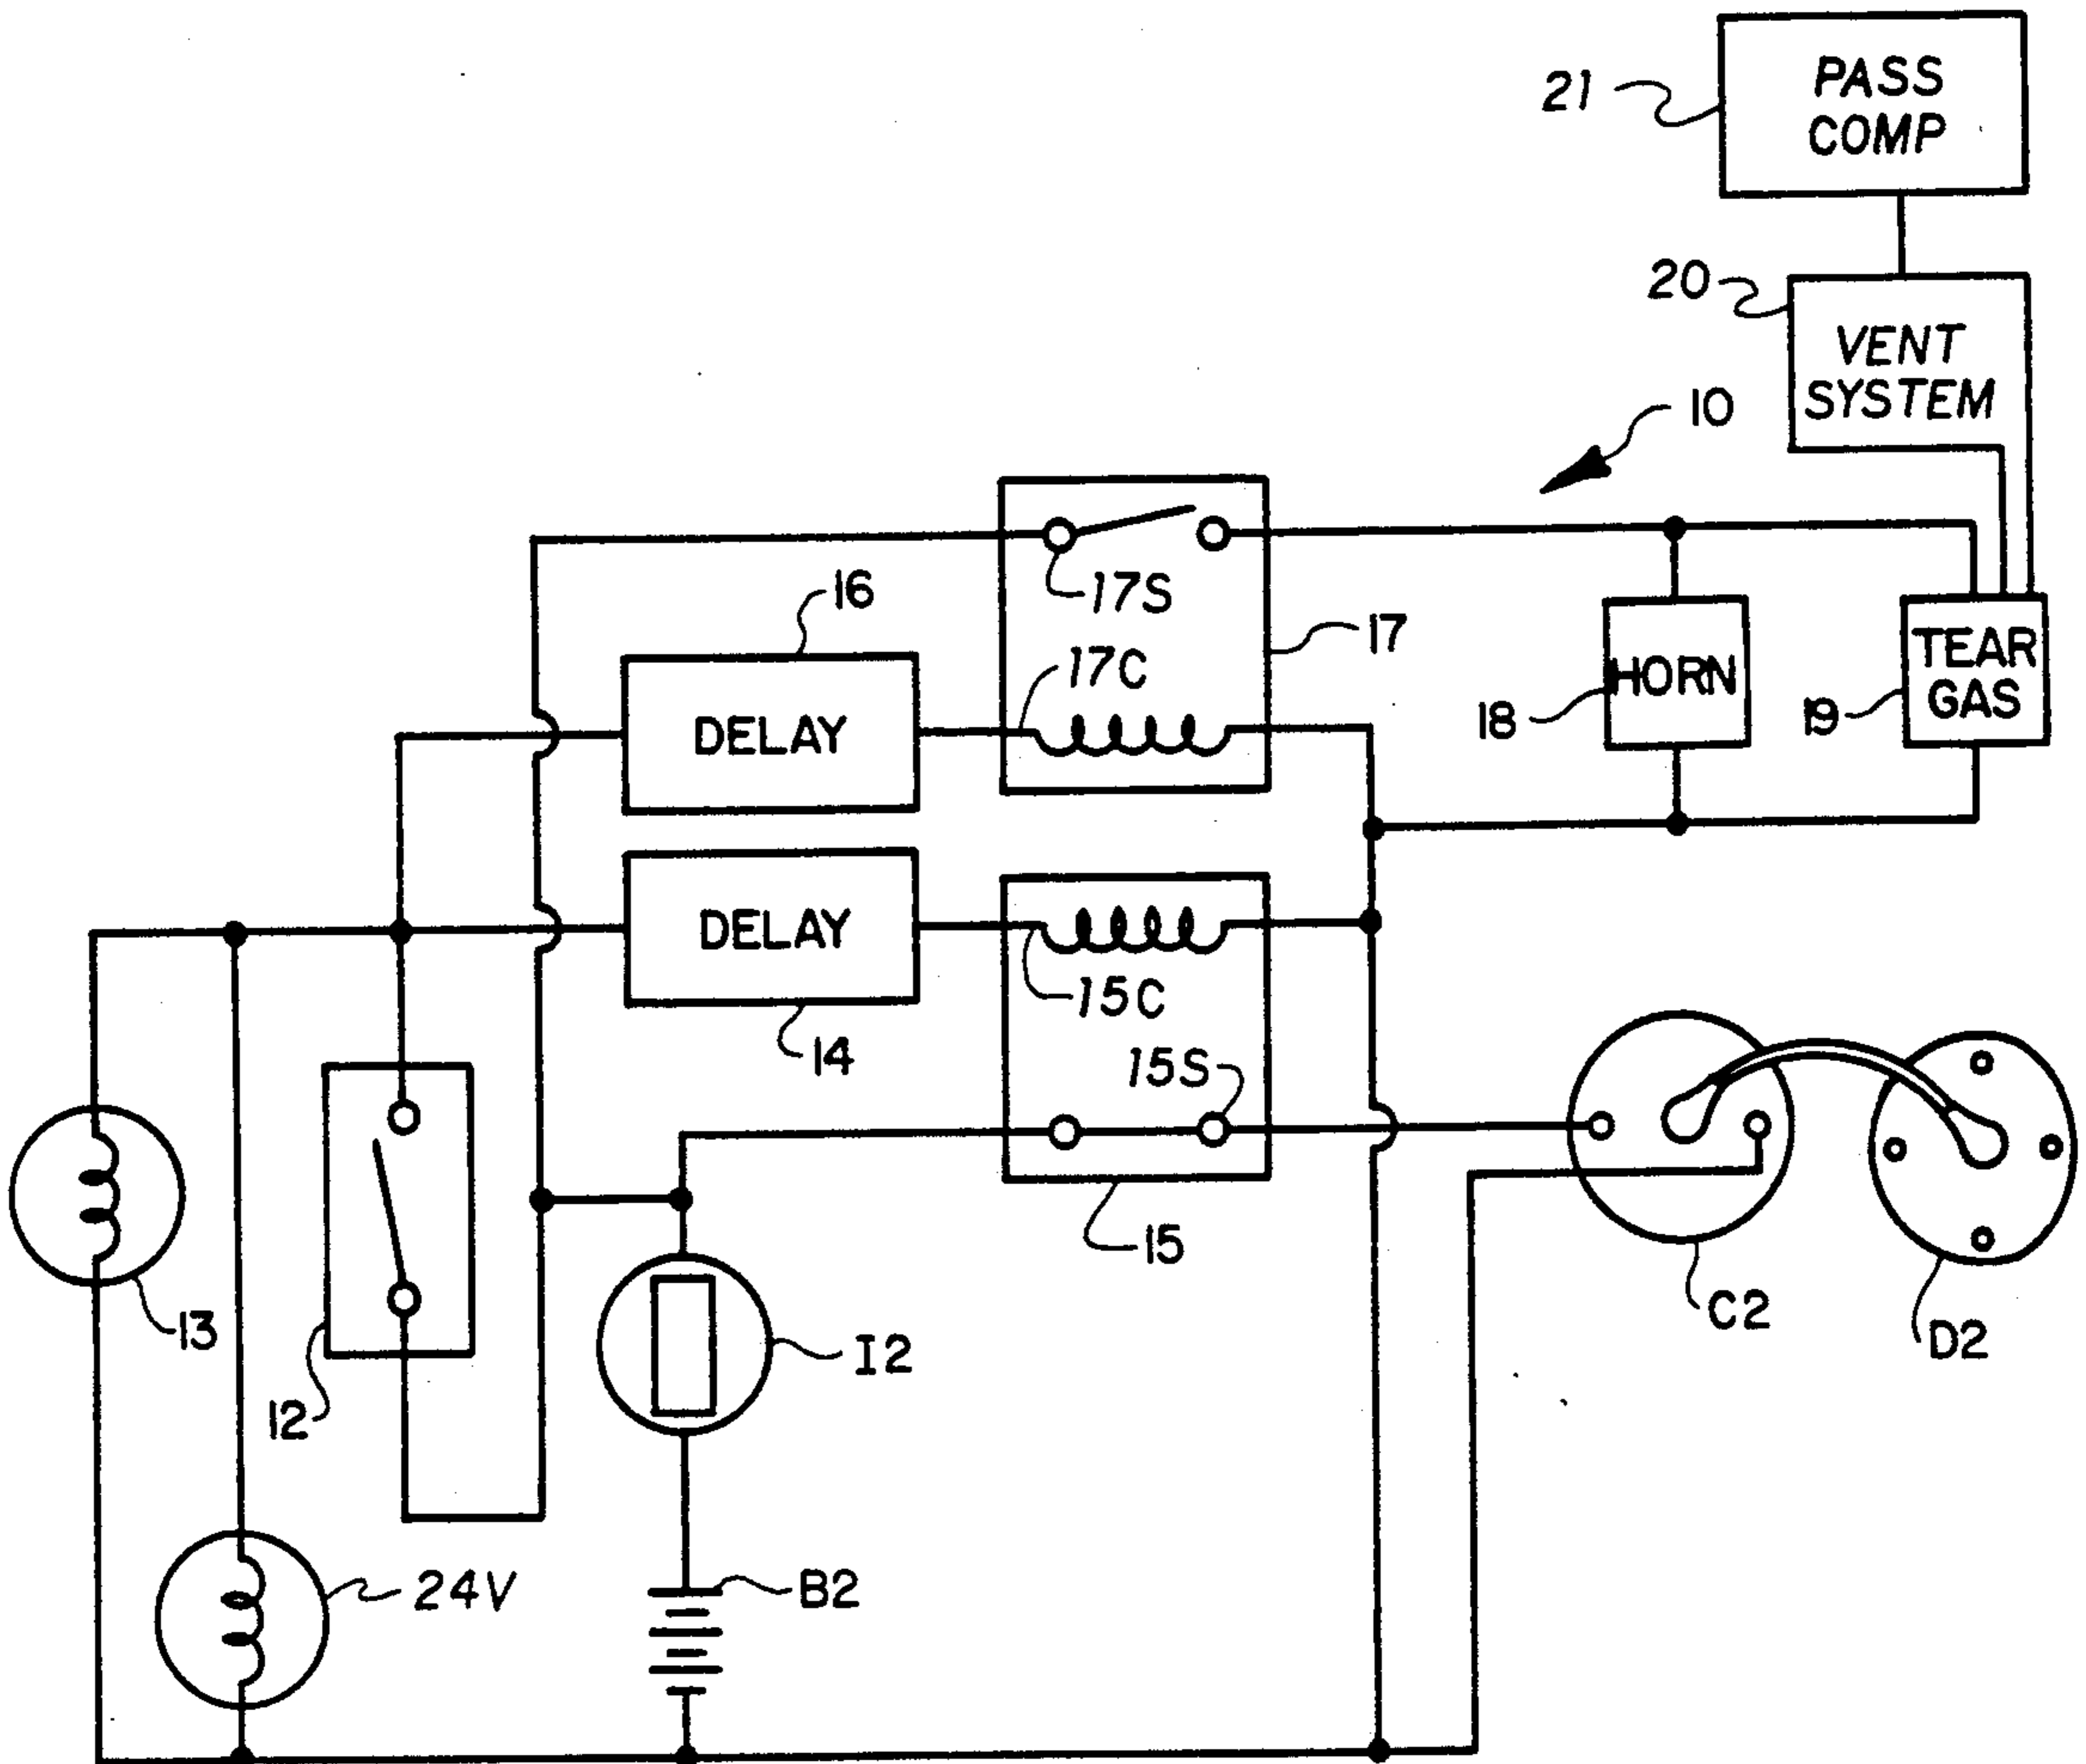 21
PASS
COMP
20
VENT
SYSTEM
10
17S
16
17
17C
DELAY
HORN
18
TEAR
GAS
19
DELAY
15C
14
15S
15
13
12
I2
C2
D2
24V
B2